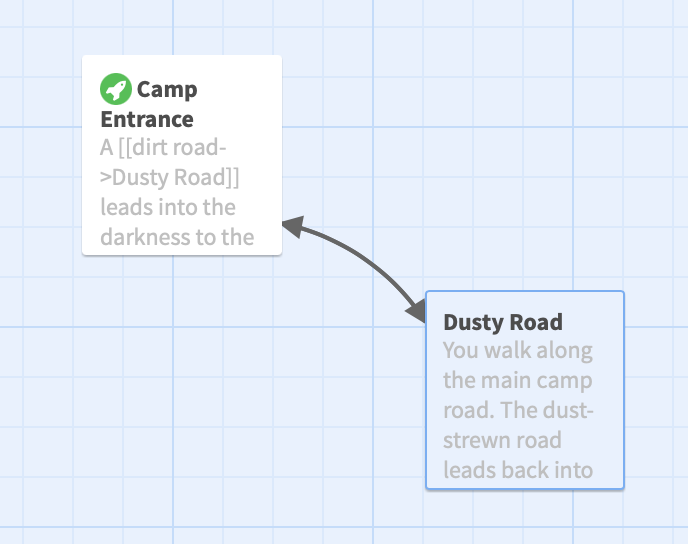 Camp
Entrance
A [[dirt road-
>Dusty Road]]
leads into the
darkness to the
Dusty Road
You walk along
the main camp
road. The dust-
strewn road
leads back into